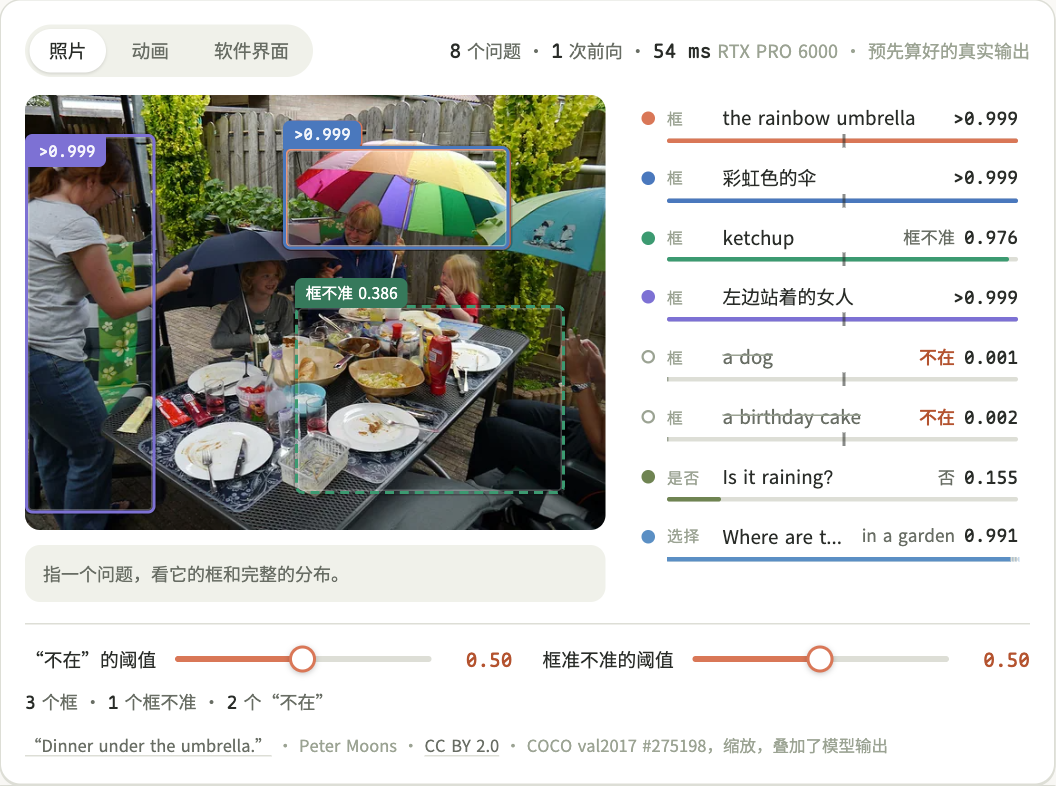 照片 动画 软件界面 8 个问题 • 1 次前向 • 54 ms RTX PRO 6000 • 预先算好的真实输出
>0.999
>0.999
框不准 0.386
框 the rainbow umbrella >0.999
框 彩虹色的伞 >0.999
框 ketchup 框不准 0.976
框 左边站着的女人 >0.999
框 a dog 不在 0.001
框 a birthday cake 不在 0.002
是否 Is it raining? 否 0.155
选择 Where are t... in a garden 0.991
指一个问题，看它的框和完整的分布。
“不在”的阈值 0.50 框准不准的阈值 0.50
3 个框 • 1 个框不准 • 2 个“不在”
“Dinner under the umbrella.” • Peter Moons • CC BY 2.0 • COCO val2017 #275198，缩放，叠加了模型输出